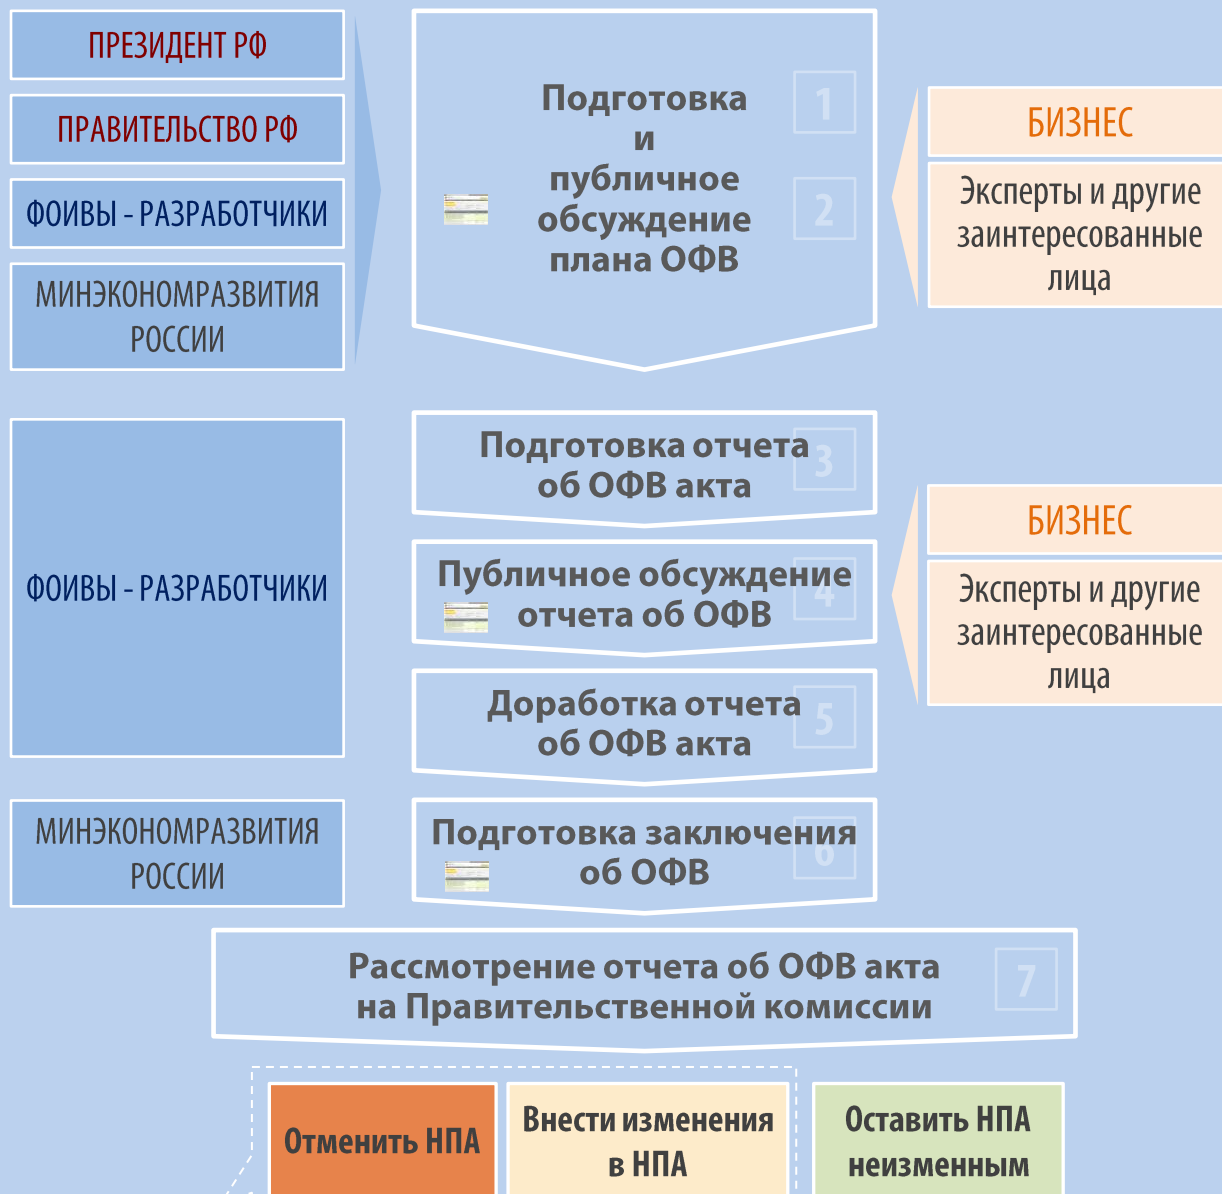 ПРЕЗИДЕНТ РФ
ПРАВИТЕЛЬСТВО РФ
ФОИВЫ - РАЗРАБОТЧИКИ
МИНЭКОНОМРАЗВИТИЯ
РОССИИ
Подготовка
и
публичное
обсуждение
плана ОФВ
1
2
БИЗНЕС
Эксперты и другие
заинтересованные
лица
ФОИВЫ - РАЗРАБОТЧИКИ
Подготовка отчета
об ОФВ акта
3
Публичное обсуждение
отчета об ОФВ
4
Доработка отчета
об ОФВ акта
5
БИЗНЕС
Эксперты и другие
заинтересованные
лица
МИНЭКОНОМРАЗВИТИЯ
РОССИИ
Подготовка заключения
об ОФВ
6
Рассмотрение отчета об ОФВ акта
на Правительственной комиссии
7
Отменить НПА
Внести изменения
в НПА
Оставить НПА
неизменным